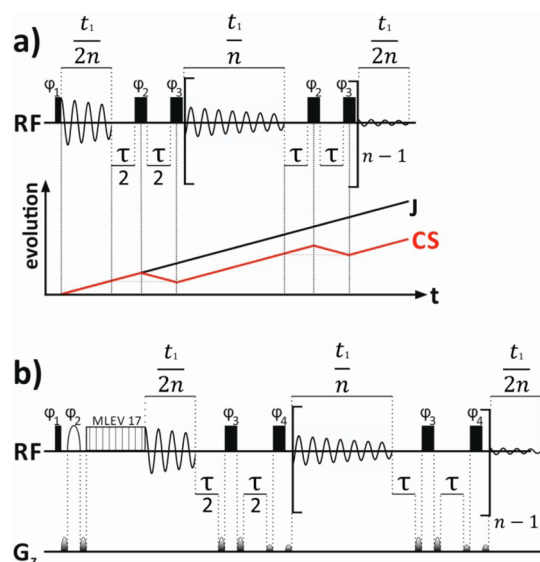 a)
t₁/2n
t₁/n
t₁/2n
φ₁ φ₂ φ₃ φ₂ φ₃
RF
τ/2 τ/2 τ τ n − 1
evolution
J
CS
t
b)
t₁/2n
t₁/n
t₁/2n
φ₁ φ₂ MLEV 17 φ₃ φ₄ φ₃ φ₄
RF
τ/2 τ/2 τ τ
n − 1
G_z